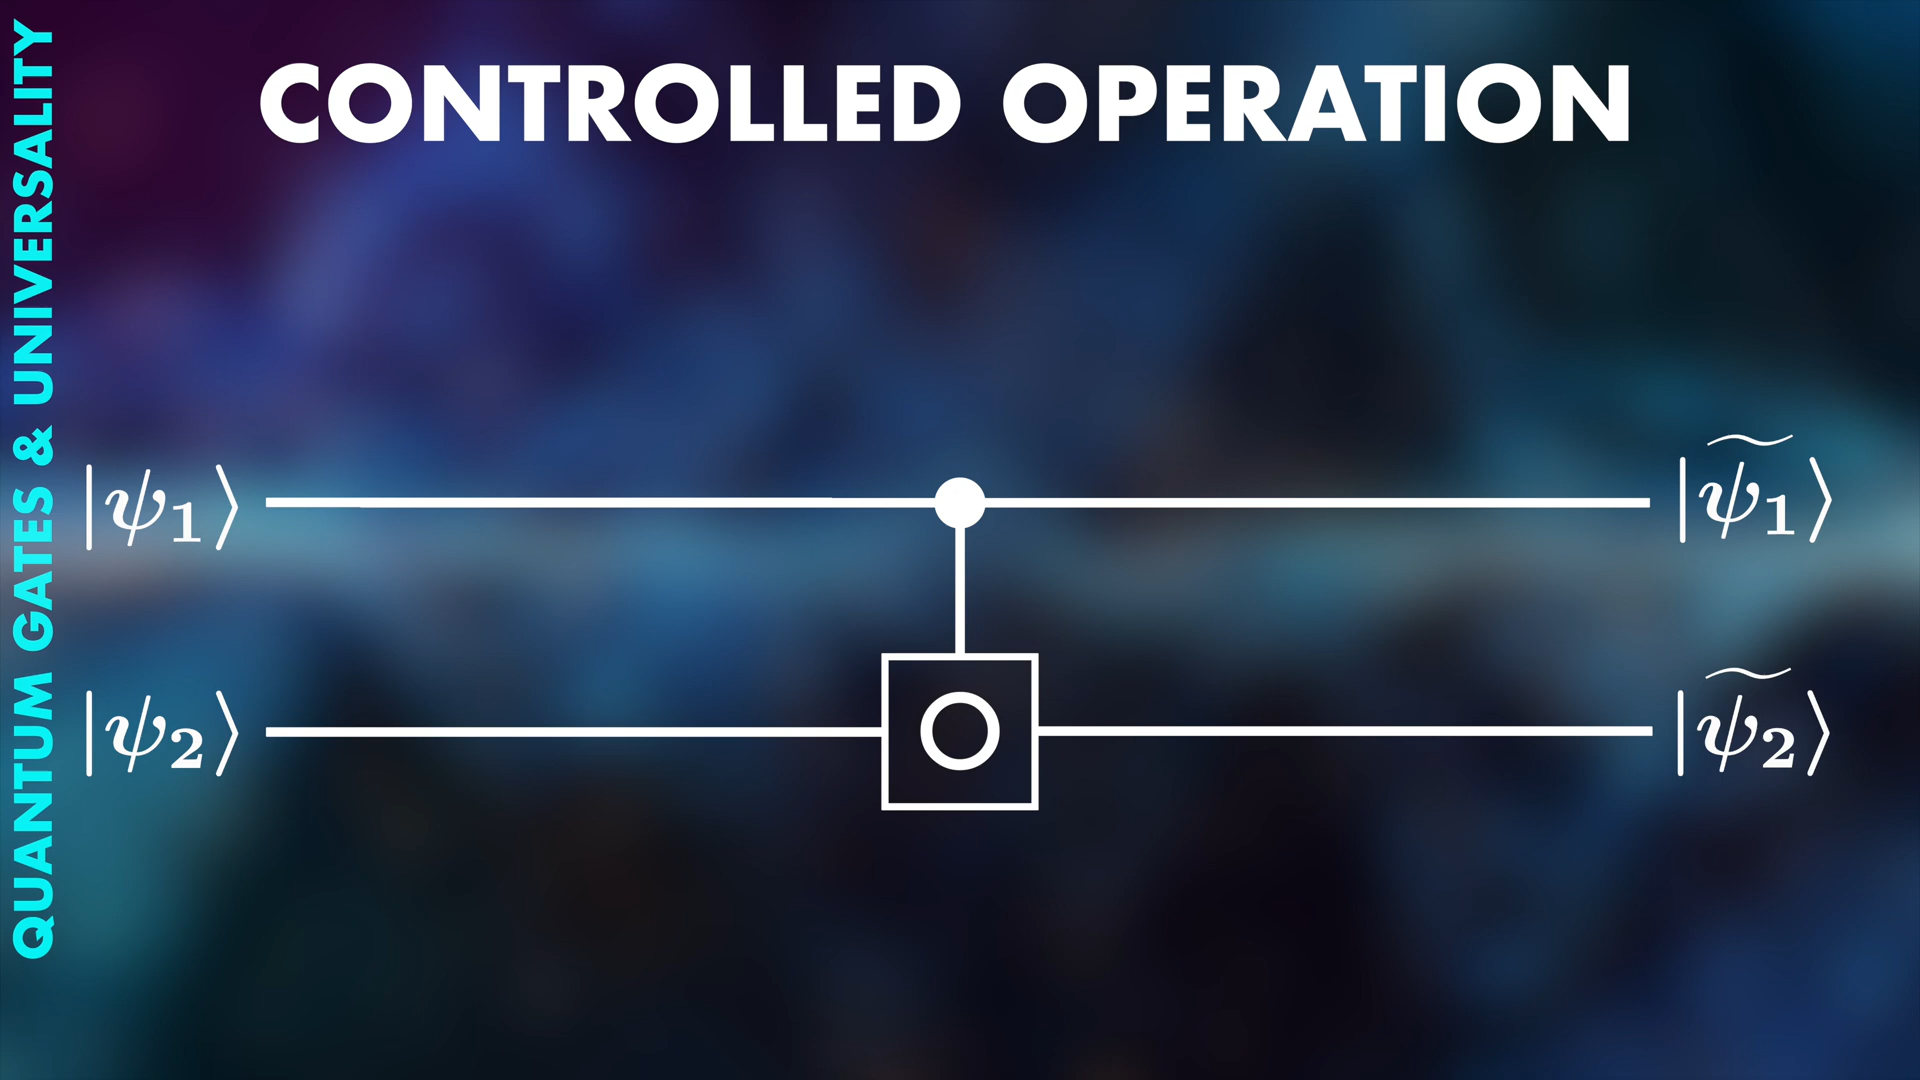 CONTROLLED OPERATION
QUANTUM GATES & UNIVERSALITY
|ψ₁⟩
|ψ̃₁⟩
O
|ψ₂⟩
|ψ̃₂⟩